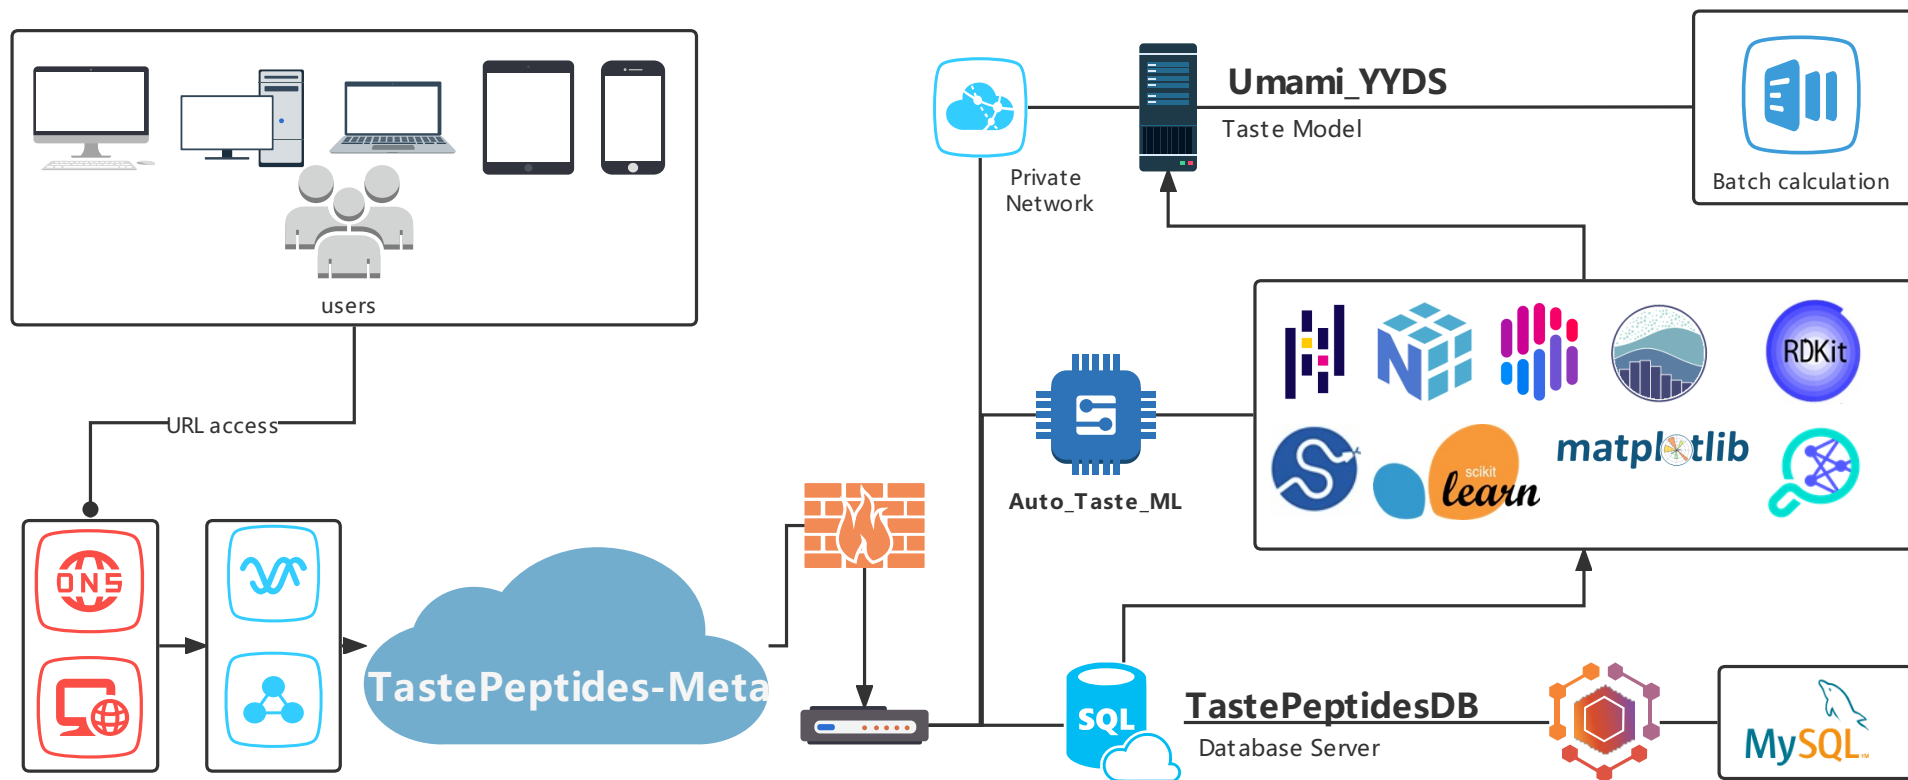 users
URL access
ONS
TastePeptides-Meta
Private
Network
Umami_YYDS
Taste Model
Batch calculation
Auto_Taste_ML
N
RDKit
S
scikit
learn
matplotlib
SQL
TastePeptidesDB
Database Server
MySQL